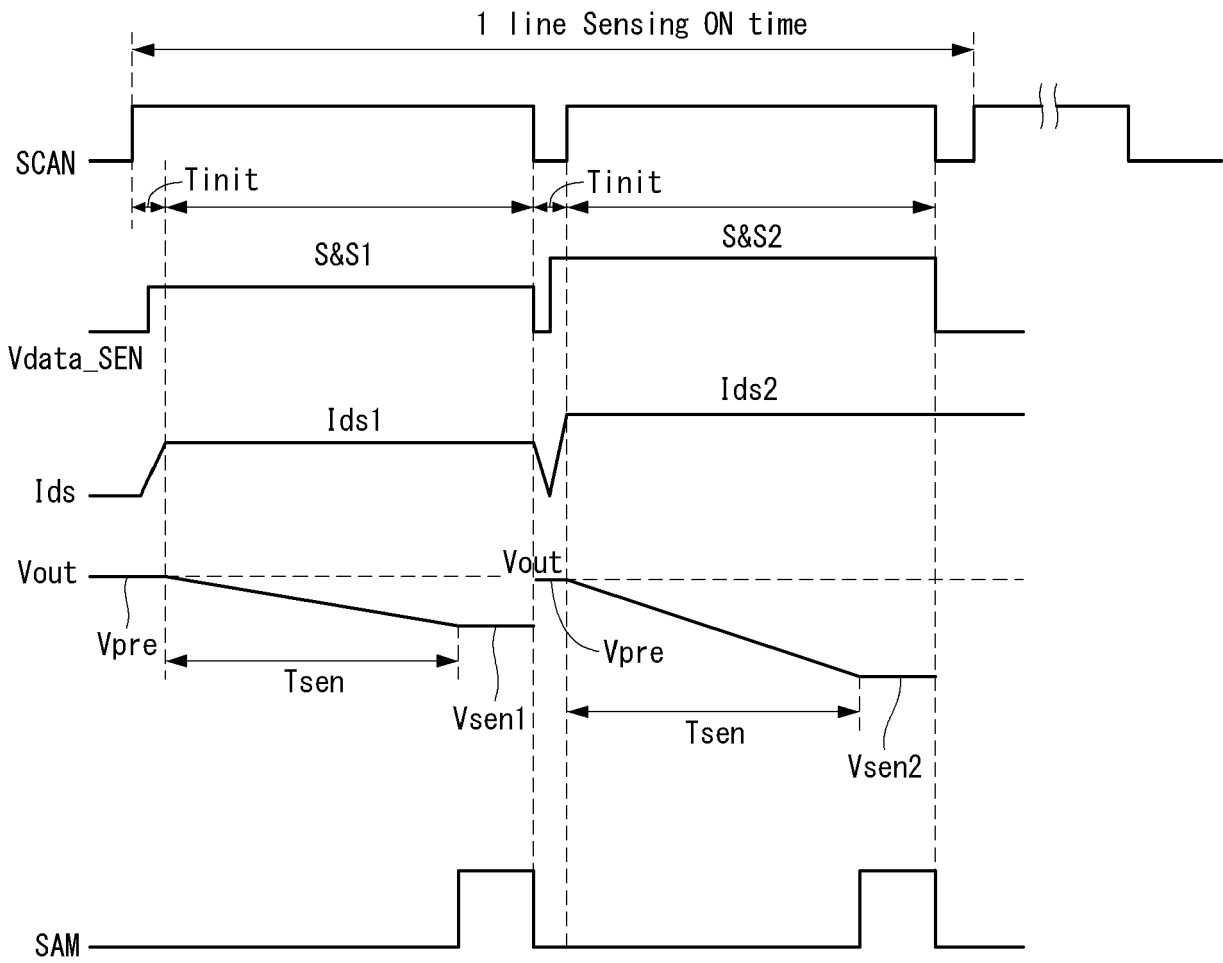 1 line Sensing ON time
SCAN
Tinit
Tinit
S&S1
S&S2
Vdata_SEN
Ids1
Ids2
Ids
Vout
Vout
Vpre
Vpre
Tsen
Vsen1
Tsen
Vsen2
SAM